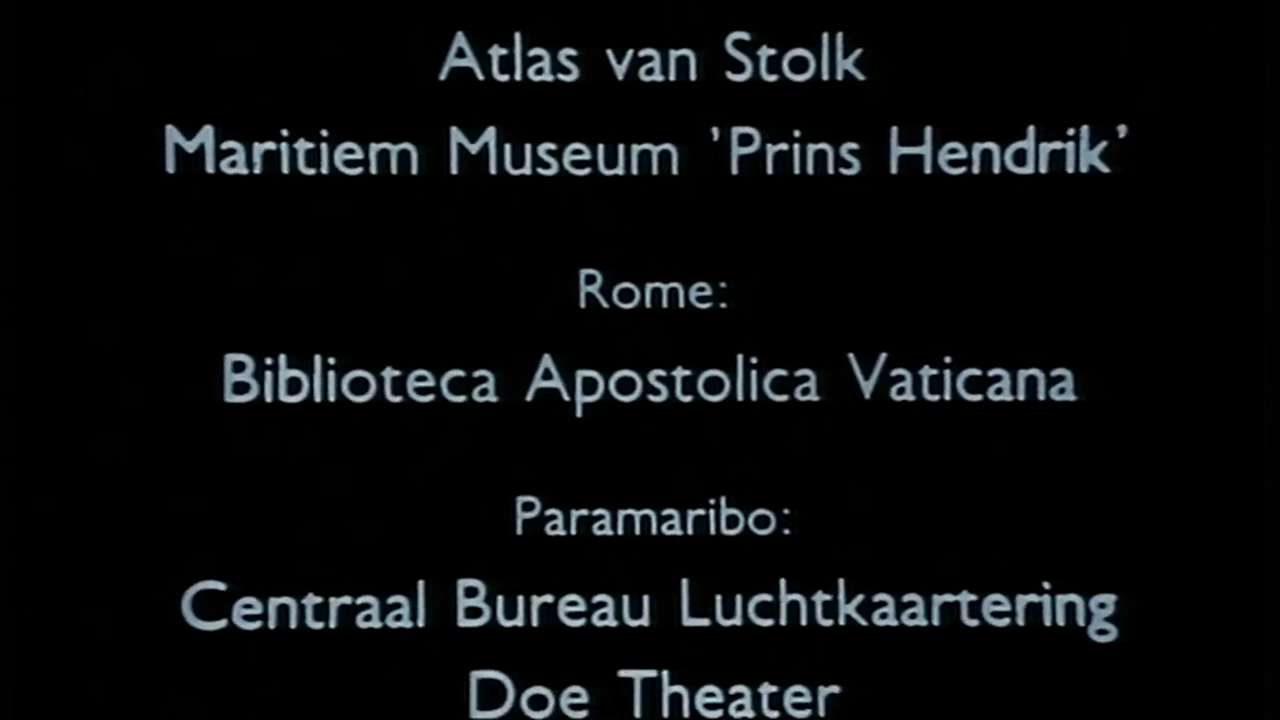 Atlas van Stolk
Maritiem Museum 'Prins Hendrik'
Rome:
Biblioteca Apostolica Vaticana
Paramaribo:
Centraal Bureau Luchtkaartering
Doe Theater